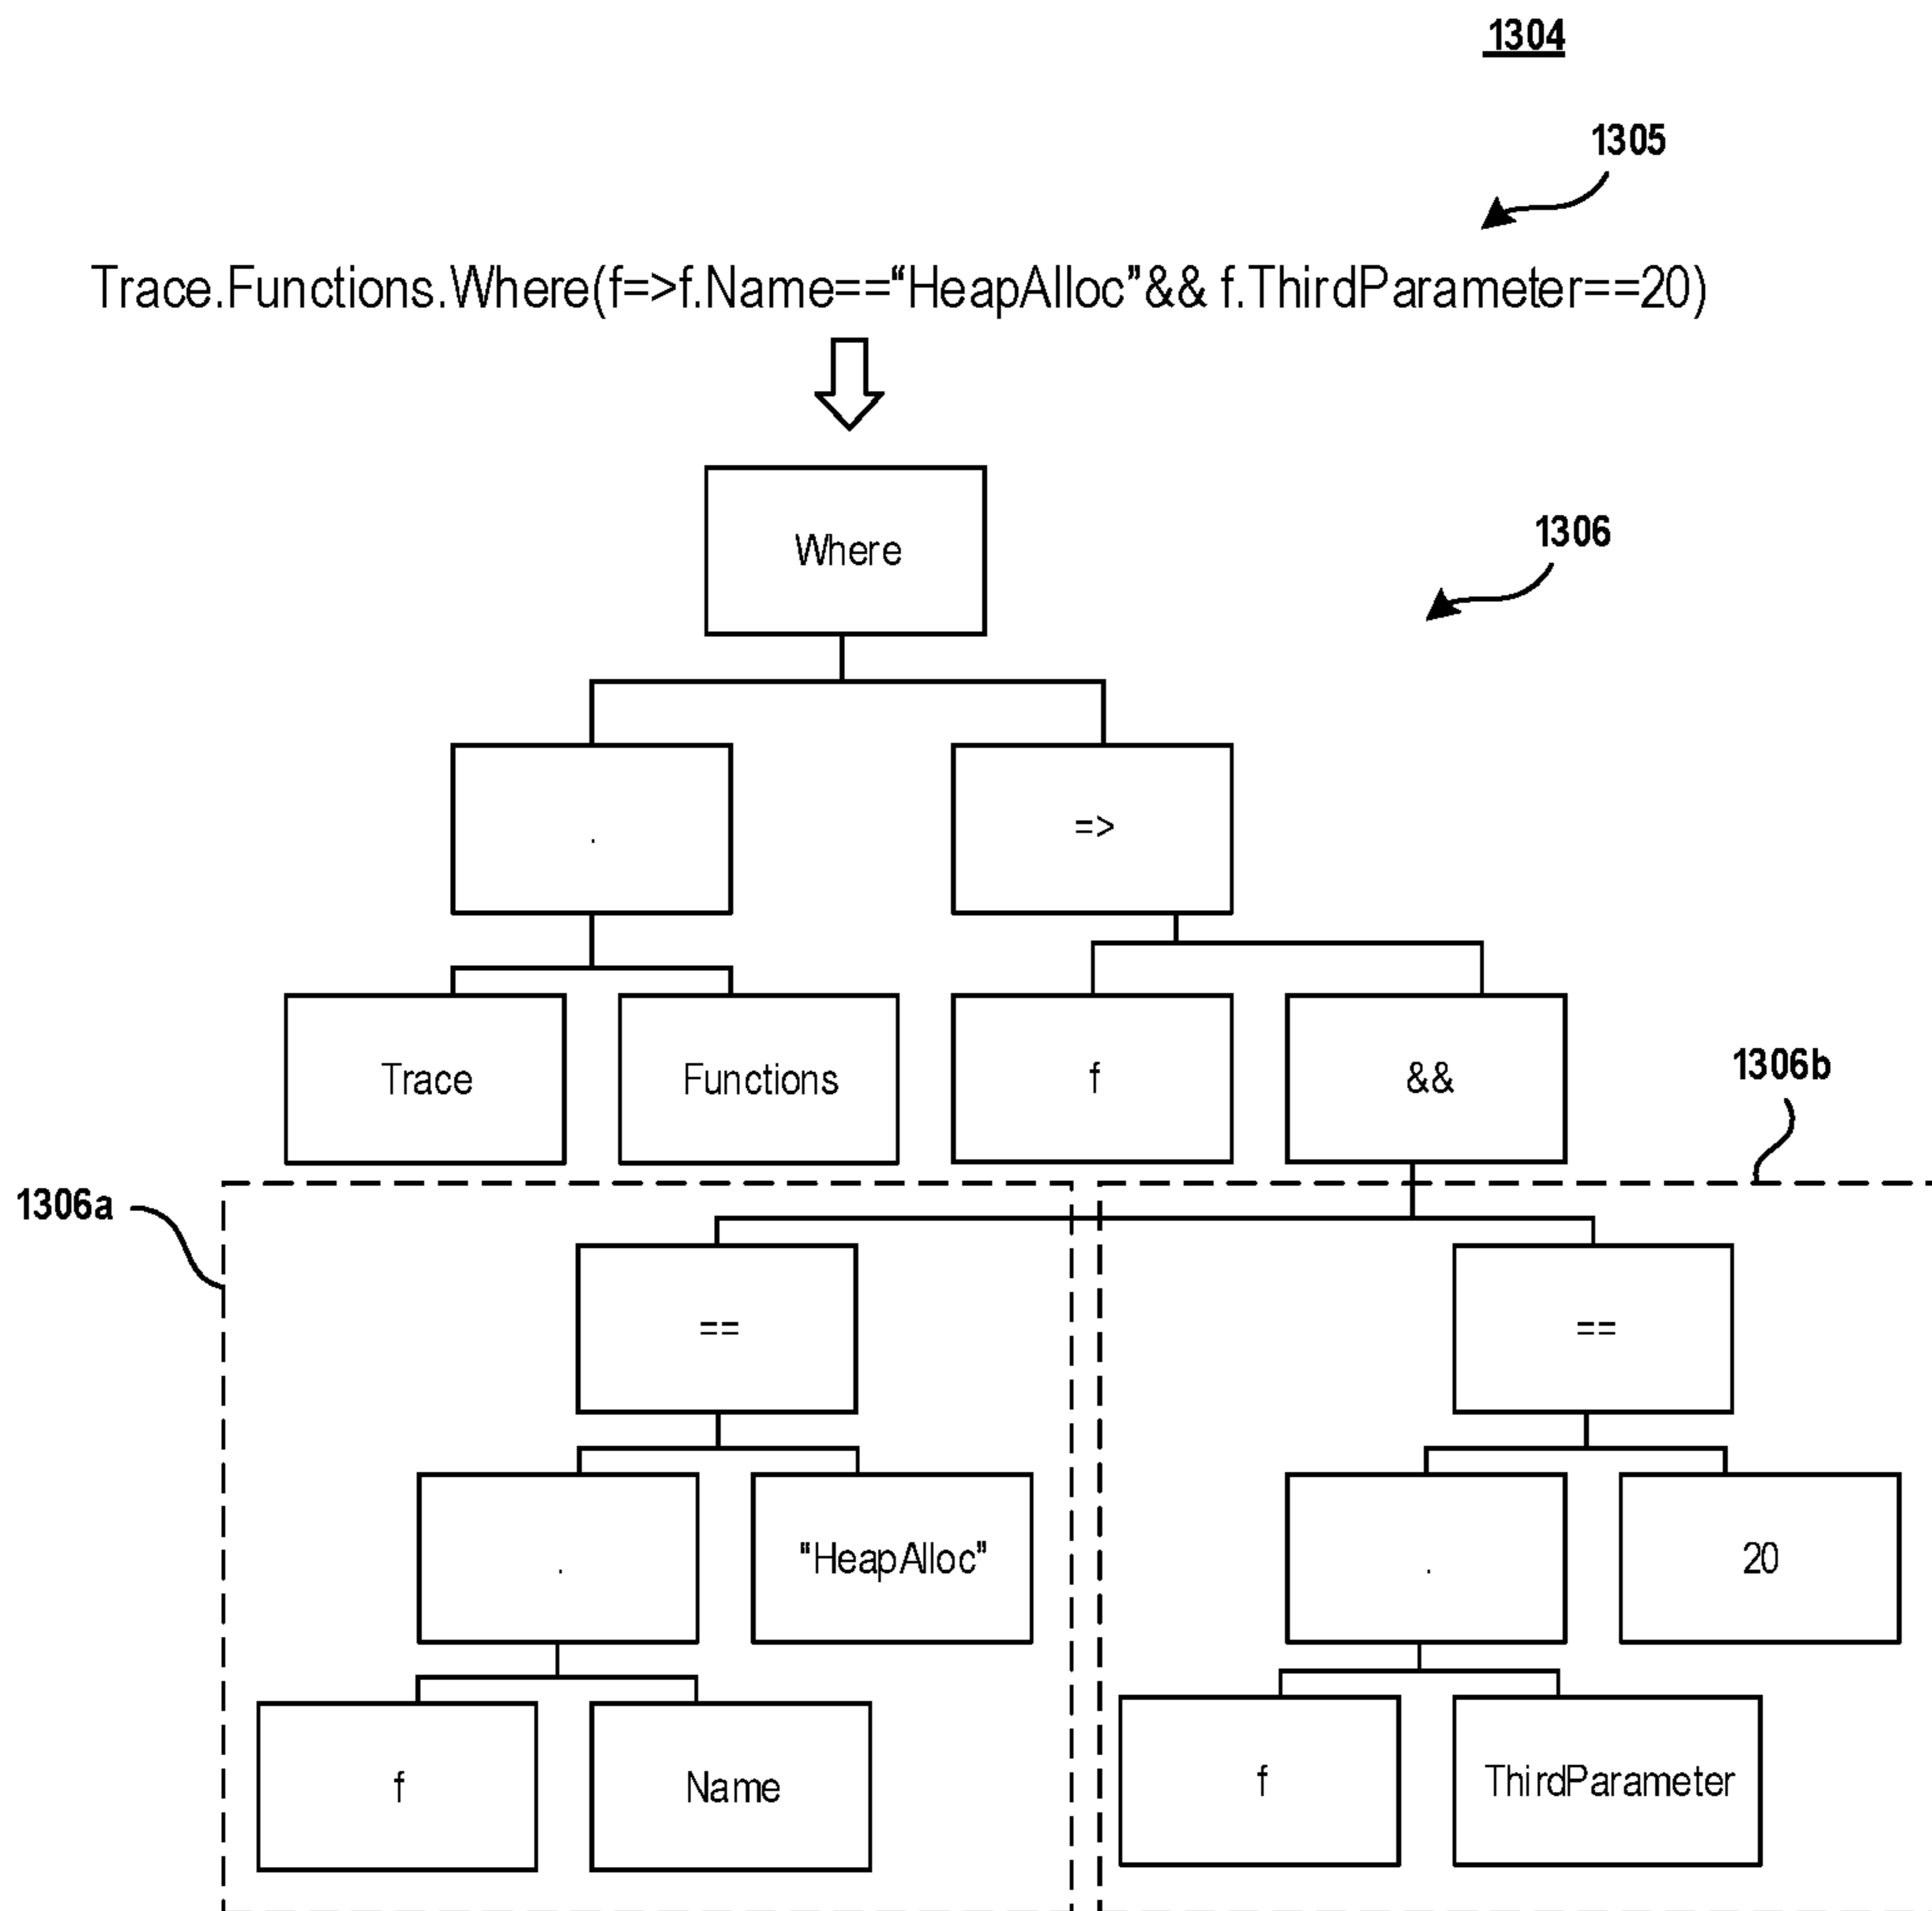 1304
1305
Trace.Functions.Where(f=>f.Name==“HeapAlloc”&& f.ThirdParameter==20)
Where
1306
.
=>
Trace
Functions
f
&&
1306b
1306a
==
==
.
“HeapAlloc”
.
20
f
Name
f
ThirdParameter